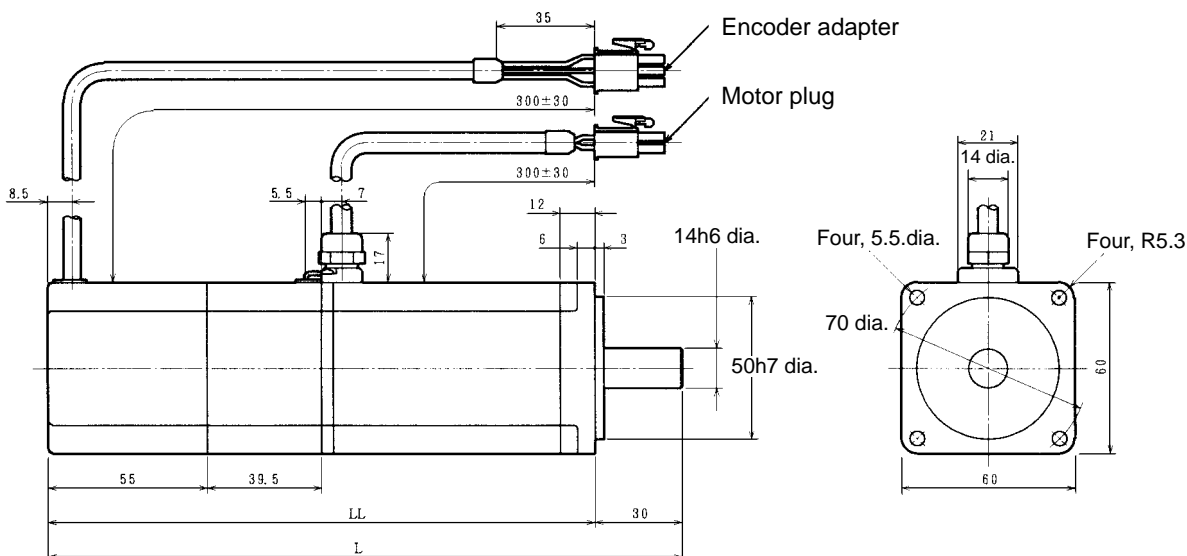 35
Encoder adapter
300±30
Motor plug
21
14 dia.
300±30
8.5
5.5
7
12
6
3
17
14h6 dia.
Four, 5.5.dia.
Four, R5.3
70 dia.
50h7 dia.
60
55
39.5
60
LL
30
L